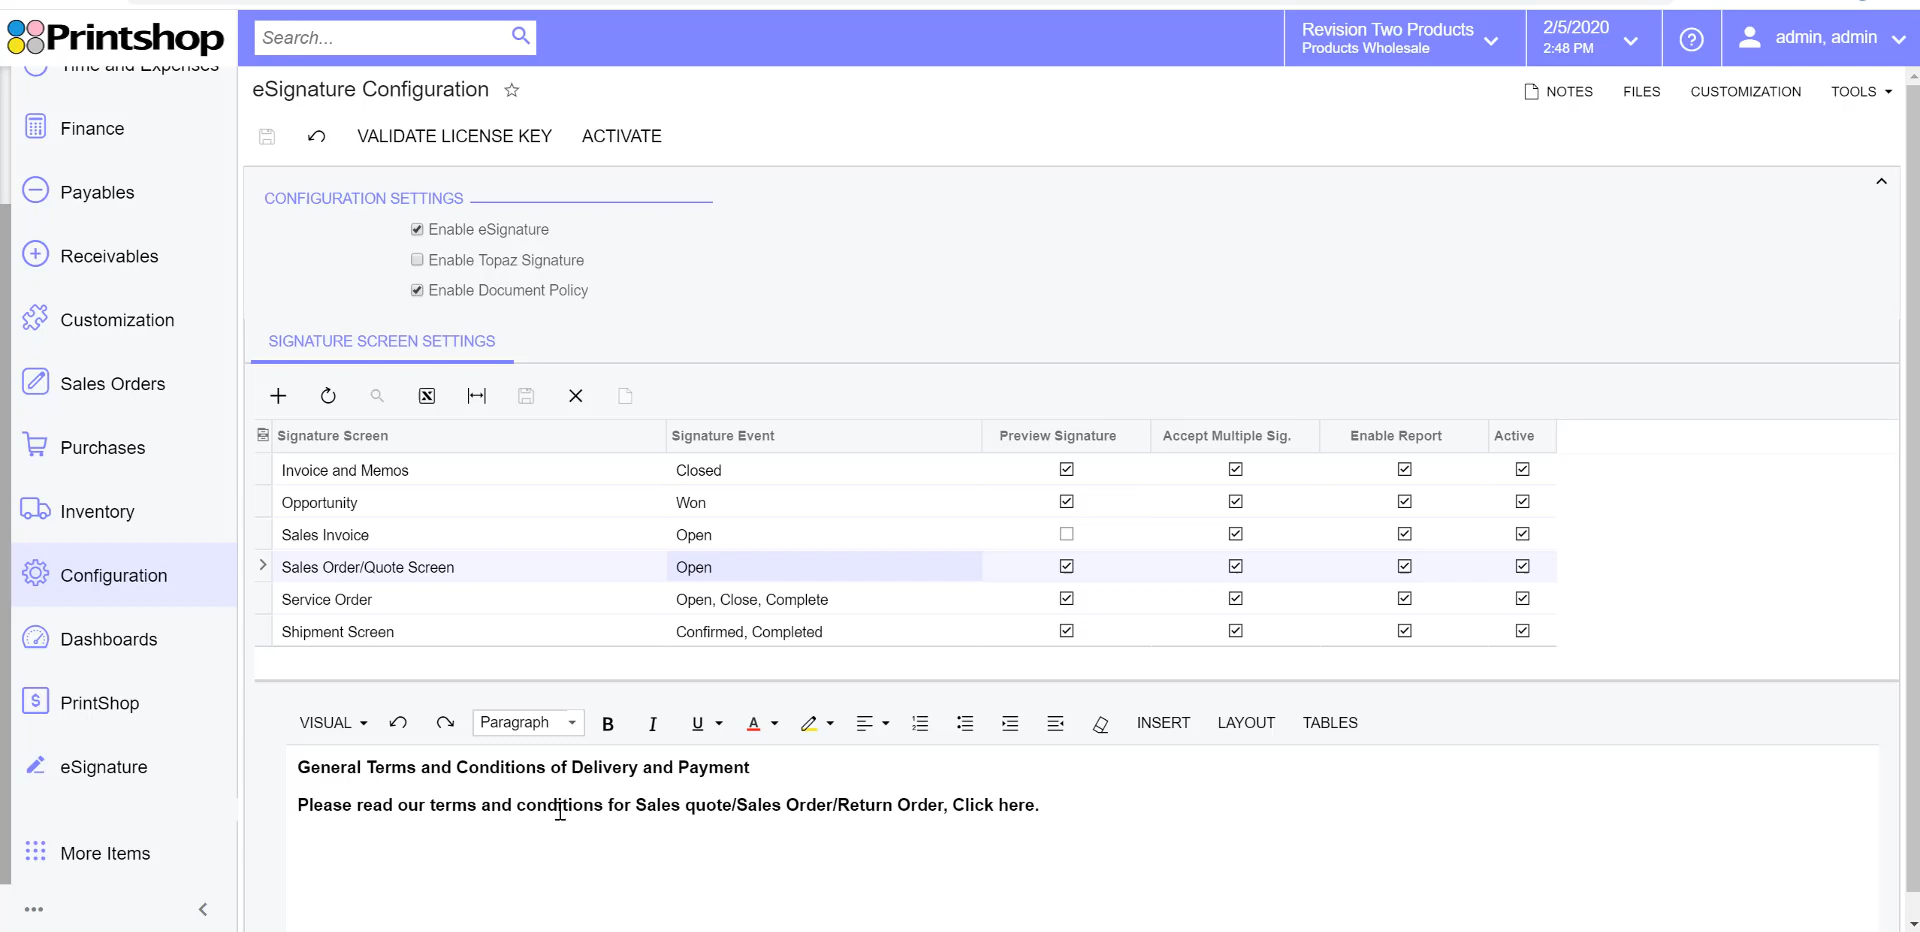 Printshop
Search...
Revision Two Products
Products Wholesale
2/5/2020
2:48 PM
admin, admin
Time and Expenses
Finance
Payables
Receivables
Customization
Sales Orders
Purchases
Inventory
Configuration
Dashboards
PrintShop
eSignature
More Items
eSignature Configuration
NOTES FILES CUSTOMIZATION TOOLS
VALIDATE LICENSE KEY ACTIVATE
CONFIGURATION SETTINGS
Enable eSignature
Enable Topaz Signature
Enable Document Policy
SIGNATURE SCREEN SETTINGS
Signature Screen Signature Event Preview Signature Accept Multiple Sig. Enable Report Active
Invoice and Memos Closed
Opportunity Won
Sales Invoice Open
Sales Order/Quote Screen Open
Service Order Open, Close, Complete
Shipment Screen Confirmed, Completed
VISUAL Paragraph B I U A INSERT LAYOUT TABLES
General Terms and Conditions of Delivery and Payment
Please read our terms and conditions for Sales quote/Sales Order/Return Order, Click here.